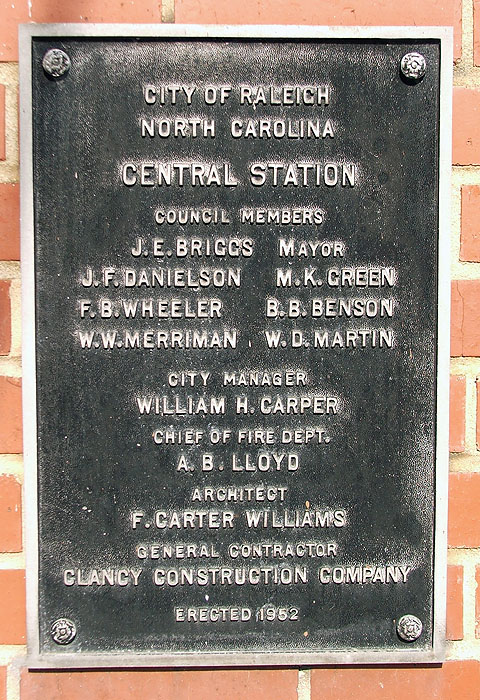 CITY OF RALEIGH
NORTH CAROLINA
CENTRAL STATION
COUNCIL MEMBERS
J. E. BRIGGS MAYOR
J. F. DANIELSON M. K. GREEN
F. B. WHEELER B. B. BENSON
W. W. MERRIMAN W. D. MARTIN
CITY MANAGER
WILLIAM H. CARPER
CHIEF OF FIRE DEPT.
A. B. LLOYD
ARCHITECT
F. CARTER WILLIAMS
GENERAL CONTRACTOR
CLANCY CONSTRUCTION COMPANY
ERECTED 1952